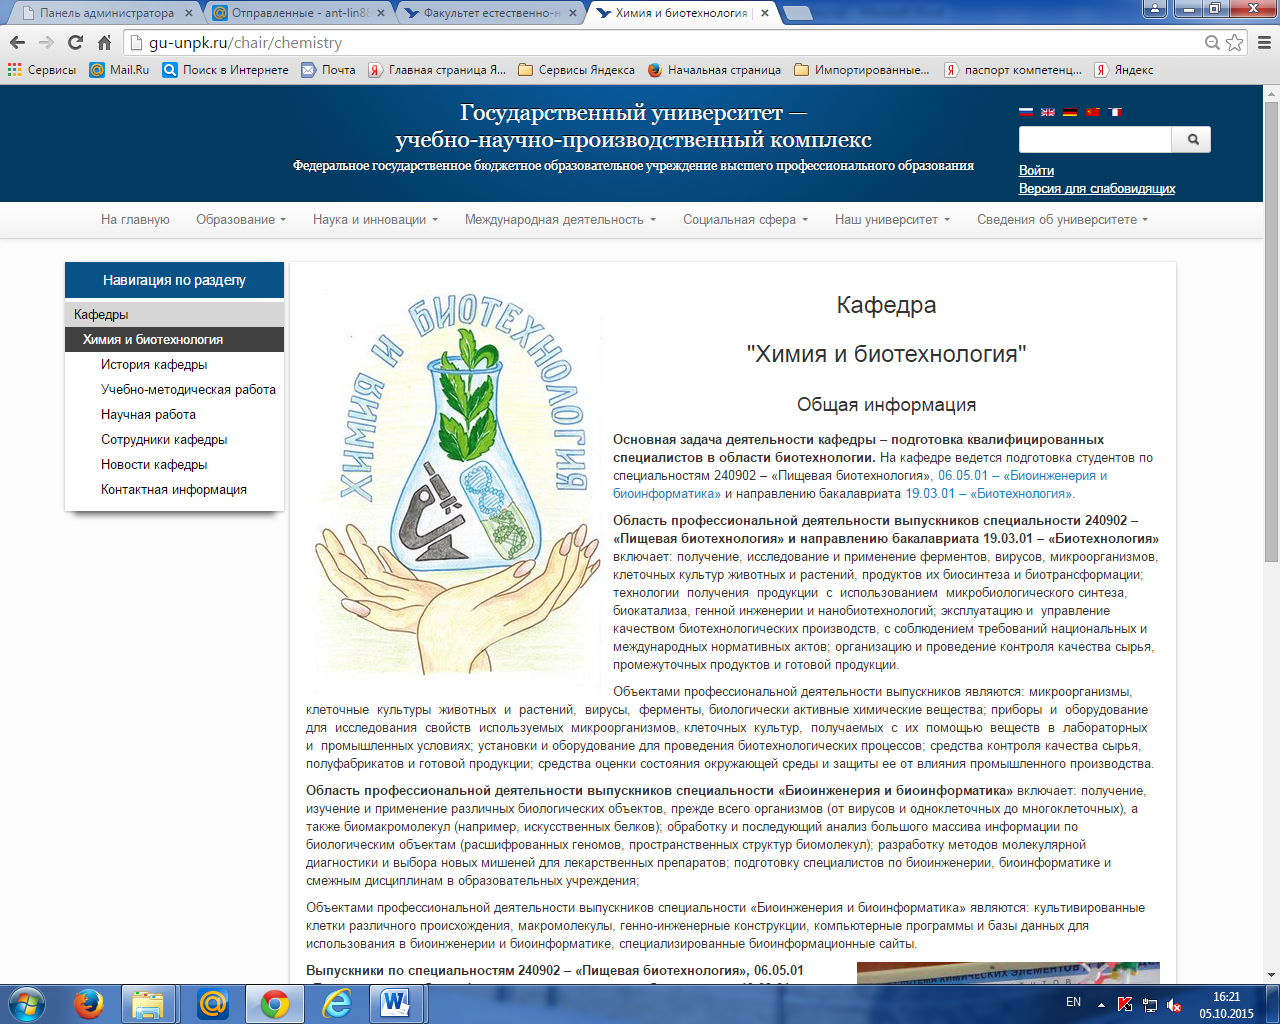 Панель администратора
Отправленные - ant-lin8
Факультет естественно-н
Химия и биотехнология |
gu-unpk.ru/chair/chemistry
Сервисы
Mail.Ru
Поиск в Интернете
Почта
Главная страница Я...
Сервисы Яндекса
Начальная страница
Импортированные...
паспорт компетенц...
Яндекс
Государственный университет —
учебно-научно-производственный комплекс
Федеральное государственное бюджетное образовательное учреждение высшего профессионального образования
Войти
Версия для слабовидящих
На главную
Образование
Наука и инновации
Международная деятельность
Социальная сфера
Наш университет
Сведения об университете
Навигация по разделу
Кафедры
Химия и биотехнология
История кафедры
Учебно-методическая работа
Научная работа
Сотрудники кафедры
Новости кафедры
Контактная информация
ХИМИЯ И БИОТЕХНОЛОГИЯ
Кафедра
"Химия и биотехнология"
Общая информация
Основная задача деятельности кафедры – подготовка квалифицированных
специалистов в области биотехнологии. На кафедре ведется подготовка студентов по
специальностям 240902 – «Пищевая биотехнология», 06.05.01 – «Биоинженерия и
биоинформатика» и направлению бакалавриата 19.03.01 – «Биотехнология».
Область профессиональной деятельности выпускников специальности 240902 –
«Пищевая биотехнология» и направлению бакалавриата 19.03.01 – «Биотехнология»
включает: получение, исследование и применение ферментов, вирусов, микроорганизмов,
клеточных культур животных и растений, продуктов их биосинтеза и биотрансформации;
технологии получения продукции с использованием микробиологического синтеза,
биокатализа, генной инженерии и нанобиотехнологий; эксплуатацию и управление
качеством биотехнологических производств, с соблюдением требований национальных и
международных нормативных актов; организацию и проведение контроля качества сырья,
промежуточных продуктов и готовой продукции.
Объектами профессиональной деятельности выпускников являются: микроорганизмы,
клеточные культуры животных и растений, вирусы, ферменты, биологически активные химические вещества; приборы и оборудование
для исследования свойств используемых микроорганизмов, клеточных культур, получаемых с их помощью веществ в лабораторных
и промышленных условиях; установки и оборудование для проведения биотехнологических процессов; средства контроля качества сырья,
полуфабрикатов и готовой продукции; средства оценки состояния окружающей среды и защиты ее от влияния промышленного производства.
Область профессиональной деятельности выпускников специальности «Биоинженерия и биоинформатика» включает: получение,
изучение и применение различных биологических объектов, прежде всего организмов (от вирусов и одноклеточных до многоклеточных), а
также биомакромолекул (например, искусственных белков); обработку и последующий анализ большого массива информации по
биологическим объектам (расшифрованных геномов, пространственных структур биомолекул); разработку методов молекулярной
диагностики и выбора новых мишеней для лекарственных препаратов; подготовку специалистов по биоинженерии, биоинформатике и
смежным дисциплинам в образовательных учреждения;
Объектами профессиональной деятельности выпускников специальности «Биоинженерия и биоинформатика» являются: культивированные
клетки различного происхождения, макромолекулы, генно-инженерные конструкции, компьютерные программы и базы данных для
использования в биоинженерии и биоинформатике, специализированные биоинформационные сайты.
Выпускники по специальностям 240902 – «Пищевая биотехнология», 06.05.01
EN
16:21
05.10.2015